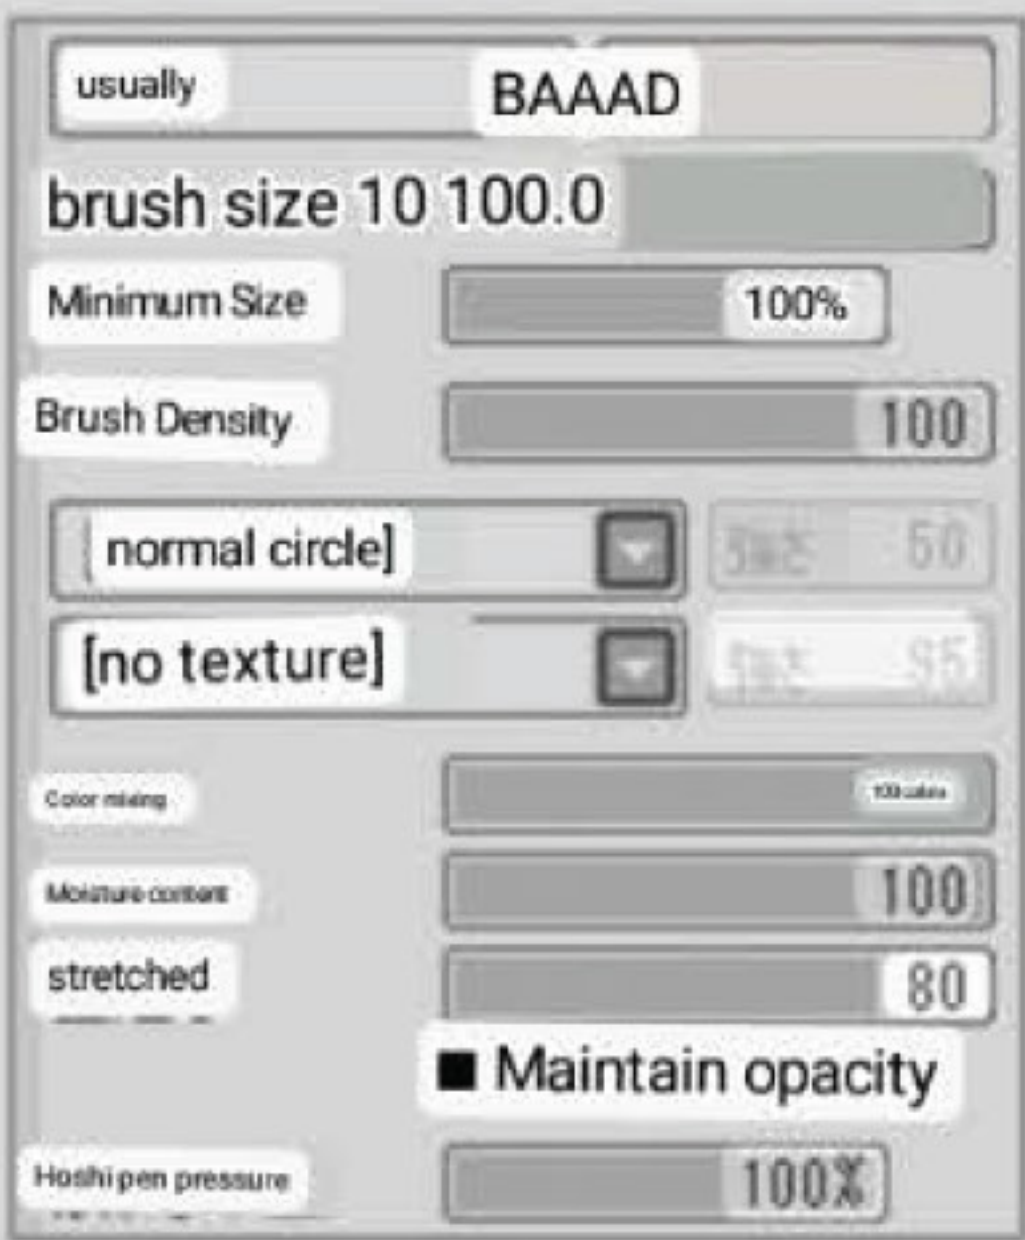 usually BAAAD
brush size 10 100.0
Minimum Size 100%
Brush Density 100
[normal circle] 50
[no texture] 95
Color mixing
Moisture content 100
stretched 80
■ Maintain opacity
Hoshi pen pressure 100%